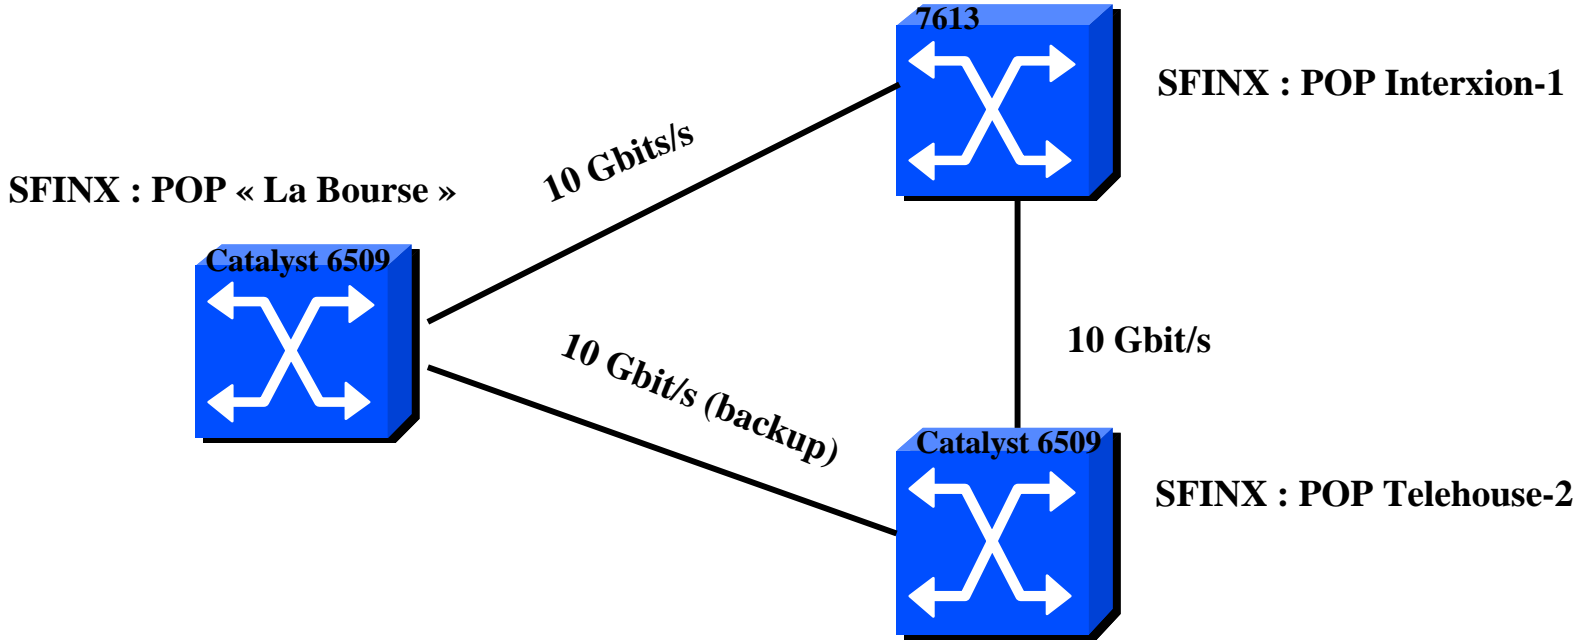 7613
SFINX : POP Interxion-1
10 Gbits/s
SFINX : POP « La Bourse »
Catalyst 6509
10 Gbit/s
10 Gbit/s (backup)
Catalyst 6509
SFINX : POP Telehouse-2